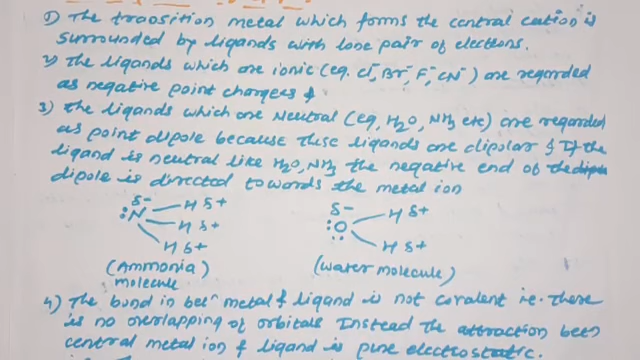 1) The transition metal which forms the central cation is
surrounded by ligands with lone pair of electrons.
2) The ligands which are ionic (eg. Cl⁻, Br⁻, F⁻, CN⁻) are regarded
as negative point charges &
3) The ligands which are Neutral (eg, H₂O, NH₃ etc) are regarded
as point dipole because these ligands are dipolar & If the
ligand is neutral like H₂O, NH₃ the negative end of the
dipole is directed towards the metal ion
δ- H δ+ δ- H δ+
:N H δ+ :O:
H δ+ H δ+
(Ammonia) (Water molecule)
molecule
4) The bond in betⁿ metal & ligand is not covalent i.e. There
is no overlapping of orbitals Instead the attraction been
central metal ion & ligand is pure electrostatic